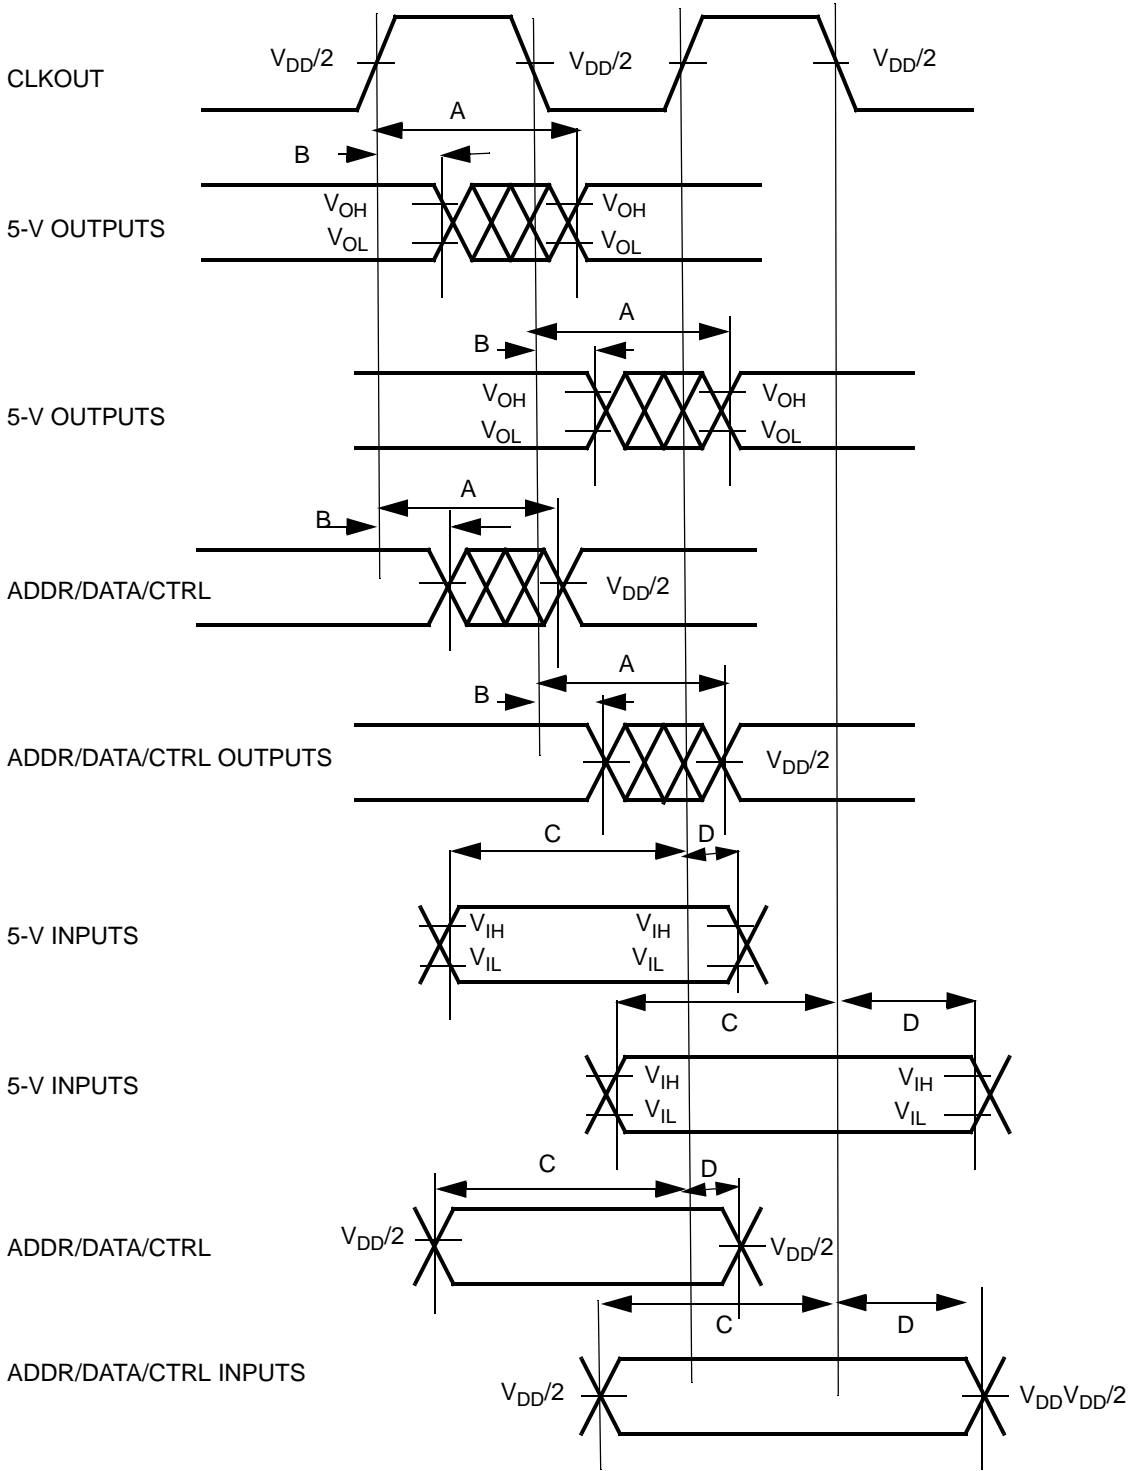 V_DD/2 V_DD/2 V_DD/2
CLKOUT
A
B
V_OH V_OH
5-V OUTPUTS
V_OL V_OL
A
B
V_OH V_OH
5-V OUTPUTS
V_OL V_OL
A
B
ADDR/DATA/CTRL V_DD/2
A
B
ADDR/DATA/CTRL OUTPUTS V_DD/2
C D
V_IH V_IH
5-V INPUTS
V_IL V_IL
C D
V_IH V_IH
5-V INPUTS
V_IL V_IL
C D
ADDR/DATA/CTRL V_DD/2 V_DD/2
C D
ADDR/DATA/CTRL INPUTS
V_DD/2 V_DDV_DD/2